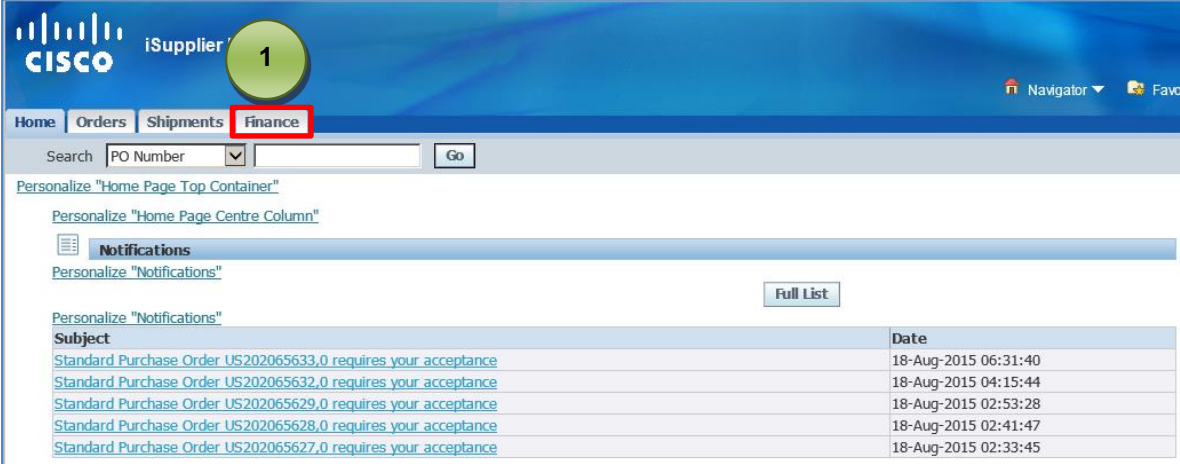 CISCO
iSupplier
1
Navigator
Home Orders Shipments Finance
Search PO Number Go
Personalize "Home Page Top Container"
Personalize "Home Page Centre Column"
Notifications
Personalize "Notifications"
Full List
Personalize "Notifications"
Subject Date
Standard Purchase Order US202065633,0 requires your acceptance 18-Aug-2015 06:31:40
Standard Purchase Order US202065632,0 requires your acceptance 18-Aug-2015 04:15:44
Standard Purchase Order US202065629,0 requires your acceptance 18-Aug-2015 02:53:28
Standard Purchase Order US202065628,0 requires your acceptance 18-Aug-2015 02:41:47
Standard Purchase Order US202065627,0 requires your acceptance 18-Aug-2015 02:33:45